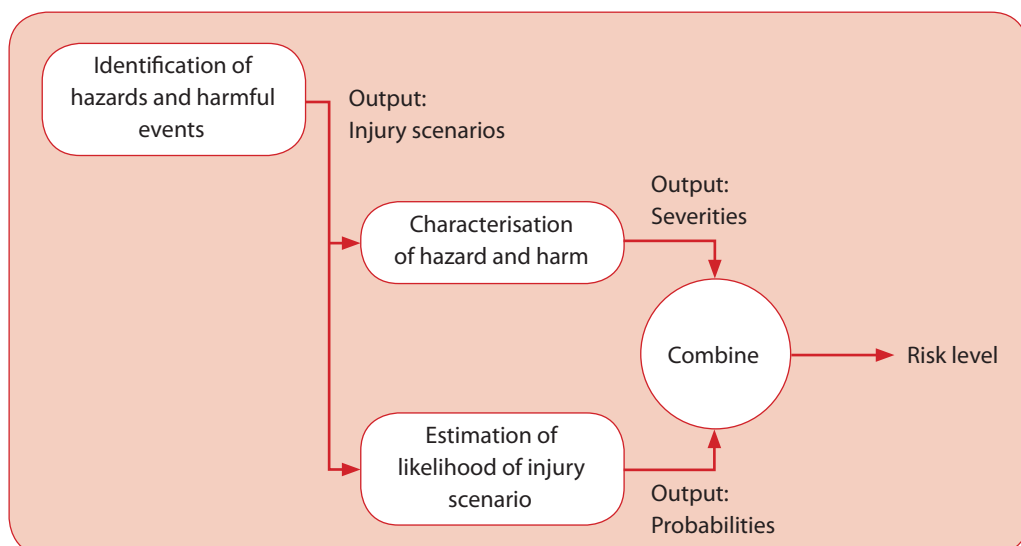 Identification of
hazards and harmful
events
Output:
Injury scenarios
Output:
Severities
Characterisation
of hazard and harm
Combine
Risk level
Estimation of
likelihood of injury
scenario
Output:
Probabilities